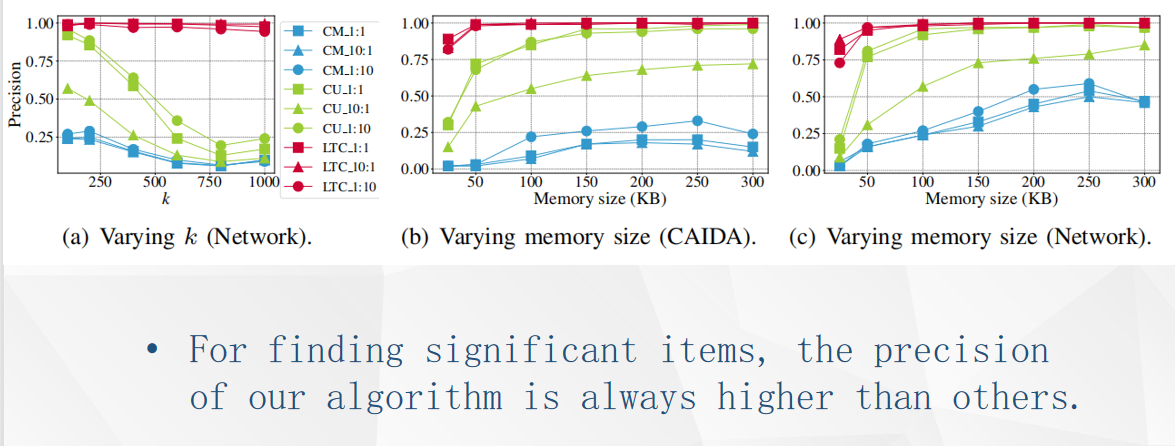 1.00
0.75
0.50
0.25
Precision
250 500 750 1000
k
CM_1:1
CM_10:1
CM_1:10
CU_1:1
CU_10:1
CU_1:10
LTC_1:1
LTC_10:1
LTC_1:10
(a) Varying k (Network).
1.00
0.75
0.50
0.25
0.00
50 100 150 200 250 300
Memory size (KB)
(b) Varying memory size (CAIDA).
1.00
0.75
0.50
0.25
0.00
50 100 150 200 250 300
Memory size (KB)
(c) Varying memory size (Network).
• For finding significant items, the precision
of our algorithm is always higher than others.